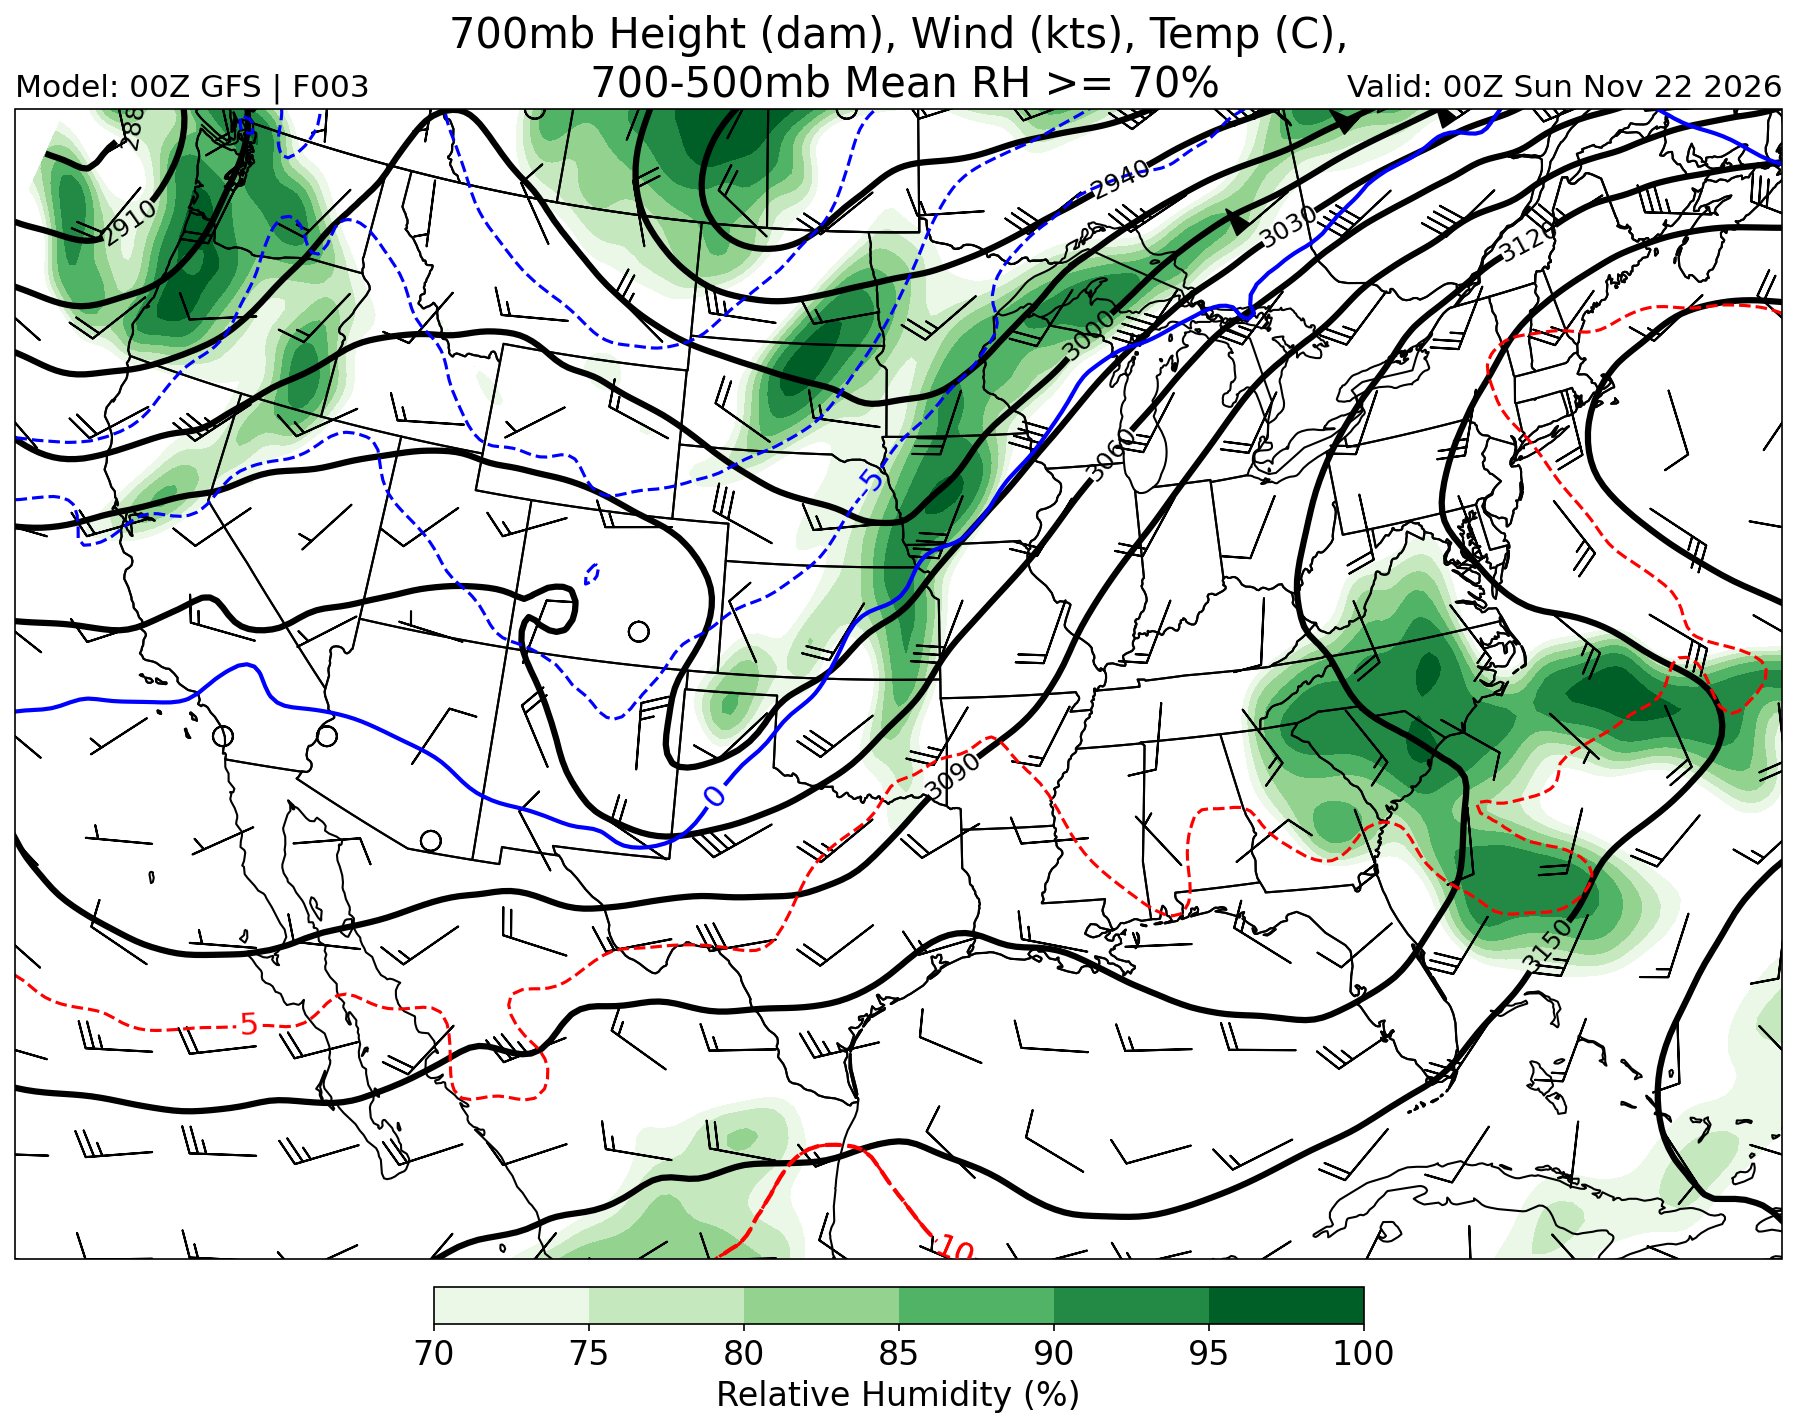 700mb Height (dam), Wind (kts), Temp (C),
Model: 00Z GFS | F003
700-500mb Mean RH >= 70%
Valid: 00Z Sun Nov 22 2026
288
2910
2940
3030
3120
3000
3060
5
0
3090
3150
5
10
70 75 80 85 90 95 100
Relative Humidity (%)